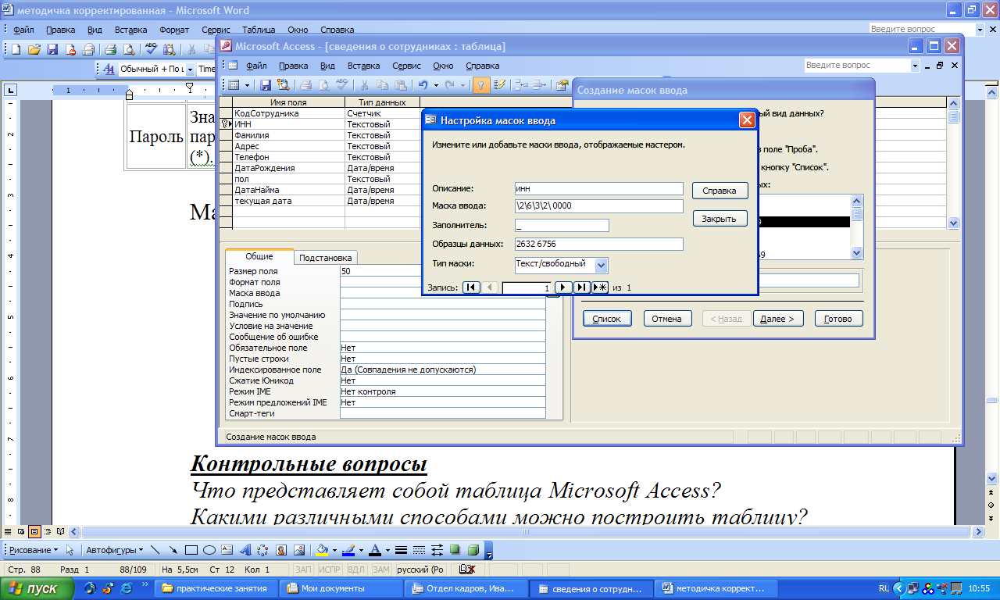 методичка корректированная - Microsoft Word
Файл Правка Вид Вставка Формат Сервис Таблица Окно Справка
Введите вопрос
Обычный + По ц
Time
Microsoft Access - [сведения о сотрудниках : таблица]
Файл Правка Вид Вставка Сервис Окно Справка
Введите вопрос
Имя поля Тип данных
КодСотрудника Счетчик
ИНН Текстовый
Фамилия Текстовый
Адрес Текстовый
Телефон Текстовый
ДатаРождения Дата/время
пол Текстовый
ДатаНайма Дата/время
текущая дата Дата/время
Общие Подстановка
Размер поля 50
Формат поля
Маска ввода
Подпись
Значение по умолчанию
Условие на значение
Сообщение об ошибке
Обязательное поле Нет
Пустые строки Нет
Индексированное поле Да (Совпадения не допускаются)
Сжатие Юникод Нет
Режим IME Нет контроля
Режим предложений IME Нет
Смарт-теги
Создание масок ввода
Создание масок ввода
ый вид данных?
в поле "Проба".
кнопку "Список".
ых:
9
59
Список Отмена < Назад Далее > Готово
Настройка масок ввода
Измените или добавьте маски ввода, отображаемые мастером.
Описание: инн
Маска ввода: \2\6\3\2\ 0000
Заполнитель: _
Образцы данных: 2632 6756
Тип маски: Текст/свободный
Справка
Закрыть
Запись: 1 из 1
Пароль
Зна
пар
(*).
Ма
Контрольные вопросы
Что представляет собой таблица Microsoft Access?
Какими различными способами можно построить таблицу?
Рисование Автофигуры
Стр. 88 Разд 1 88/109 На 5,5см Ст 12 Кол 1 ЗАП ИСПР ВДЛ ЗАМ русский (Ро
пуск
практические занятия
Мои документы
Отдел кадров, Ива...
сведения о сотрудн...
методичка коррект...
RL
10:55